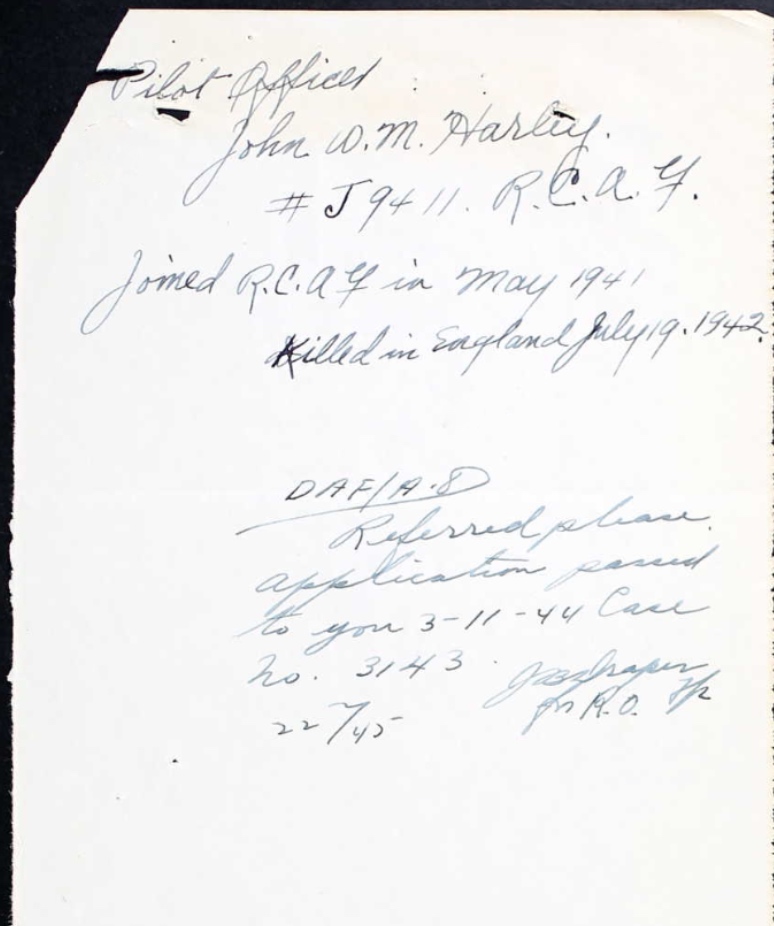 Pilot Officer
John W.M. Harley.
# J9411. R.C.A.F.
Joined R.C.A.F in May 1941
Killed in England July 19. 1942.
DAF/A.8
Referred please.
application passed
to you 3-11-44 Case
No. 3143.
for R.O.
22/7/45